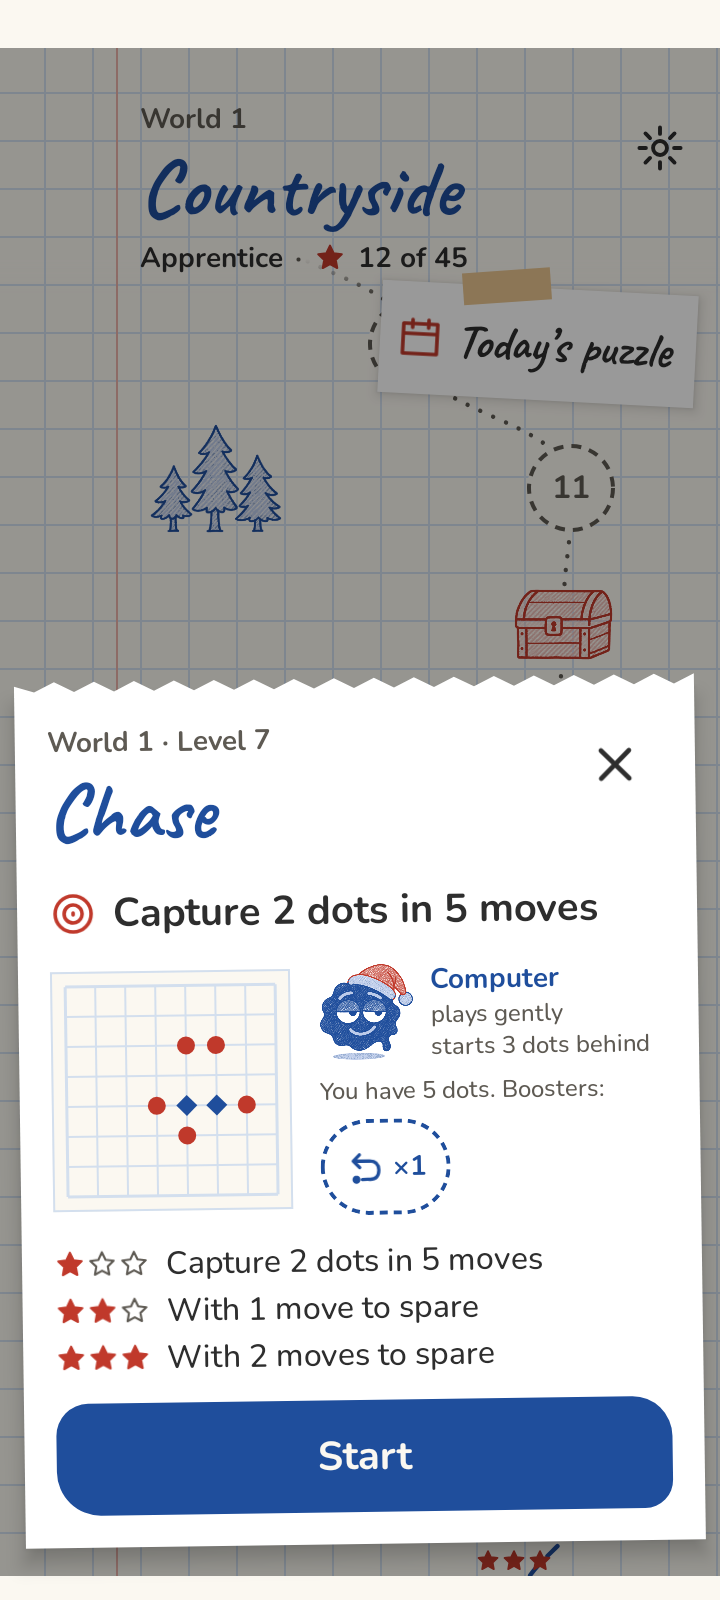 World 1
Countryside
Apprentice · 12 of 45
Today's puzzle
11
World 1 · Level 7
Chase
Capture 2 dots in 5 moves
Computer
plays gently
starts 3 dots behind
You have 5 dots. Boosters:
×1
Capture 2 dots in 5 moves
With 1 move to spare
With 2 moves to spare
Start